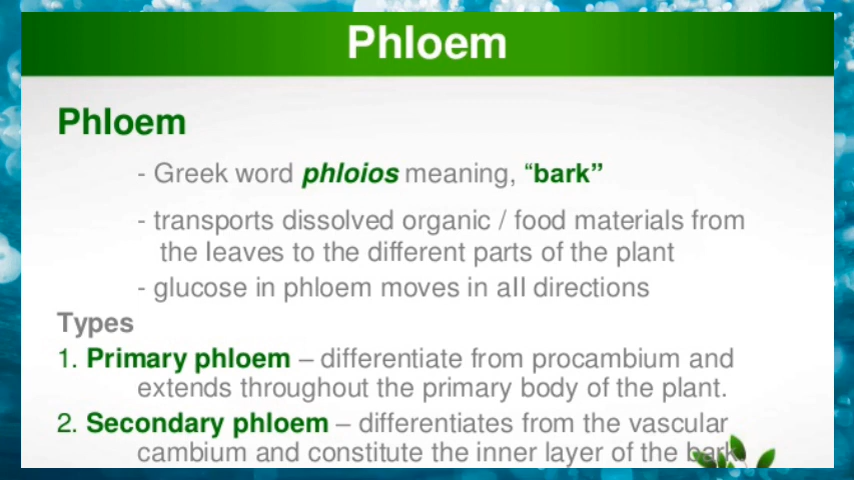 Phloem
Phloem
- Greek word phloios meaning, “bark”
- transports dissolved organic / food materials from
the leaves to the different parts of the plant
- glucose in phloem moves in all directions
Types
1. Primary phloem – differentiate from procambium and
extends throughout the primary body of the plant.
2. Secondary phloem – differentiates from the vascular
cambium and constitute the inner layer of the bark.